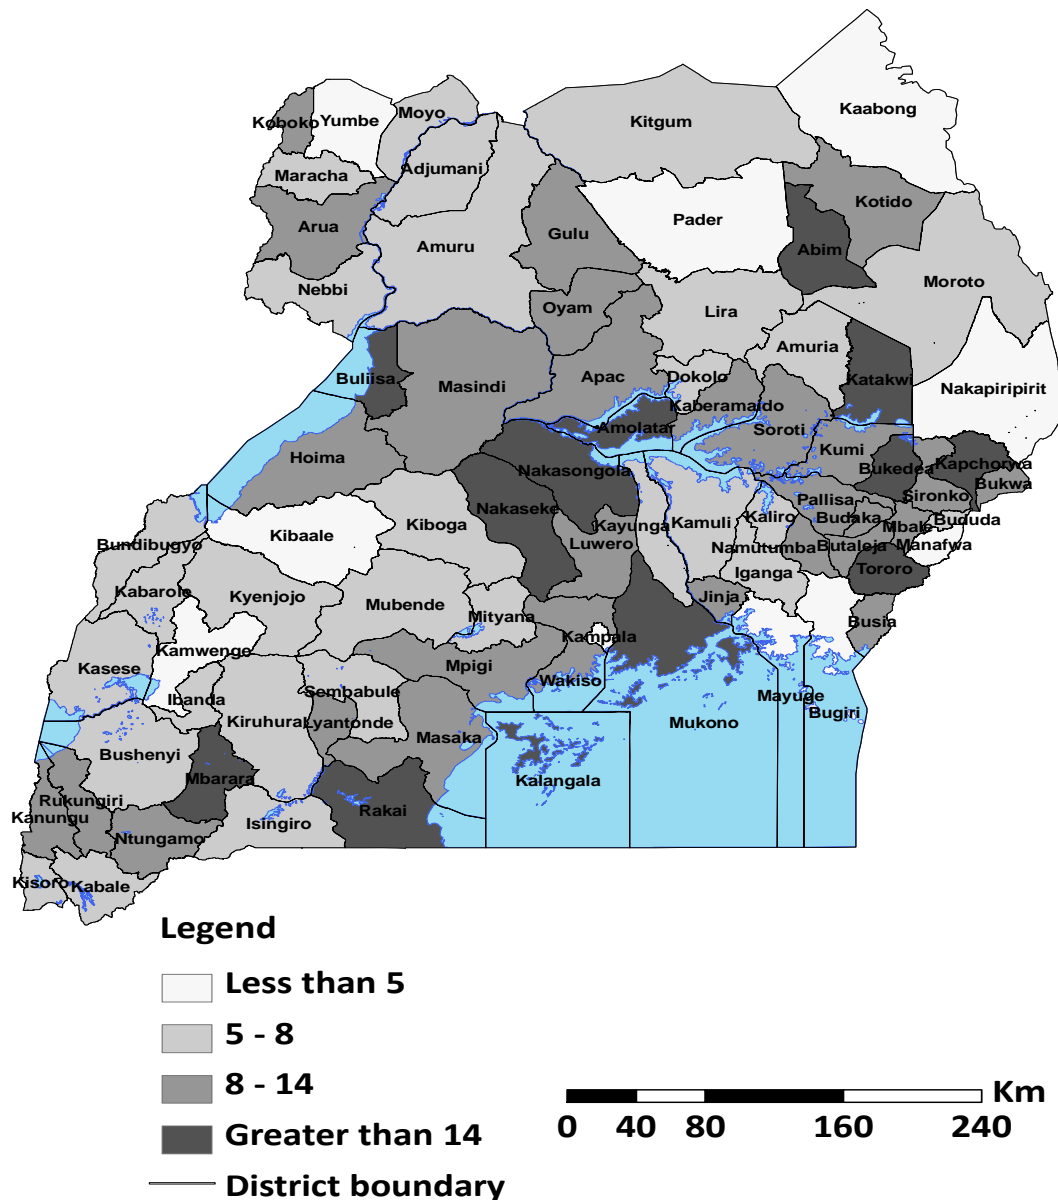 Kaabong
Koboko
Yumbe
Moyo
Kitgum
Adjumani
Maracha
Kotido
Arua
Pader
Gulu
Abim
Amuru
Nebbi
Moroto
Oyam
Lira
Amuria
Buliisa
Masindi
Apac
Dokolo
Katakwi
Nakapiripirit
Kaberamaido
Amolatar
Soroti
Hoima
Nakasongola
Kumi
Bukedea
Kapchorwa
Bukwa
Nakaseke
Pallisa
Sironko
Kiboga
Kayunga
Kamuli
Kaliro
Budaka
Mbale
Bududa
Kibaale
Luwero
Bundibugyo
Namutumba
Butaleja
Manafwa
Iganga
Tororo
Kabarole
Kyenjojo
Mubende
Mityana
Jinja
Busia
Kamwenge
Kampala
Kasese
Mpigi
Wakiso
Ibanda
Sembabule
Mayuge
Kiruhura
Lyantonde
Mukono
Bugiri
Masaka
Bushenyi
Mbarara
Kalangala
Rukungiri
Rakai
Kanungu
Isingiro
Ntungamo
Kisoro
Kabale
Legend
Less than 5
5 - 8
8 - 14
Greater than 14
District boundary
Km
0 40 80 160 240